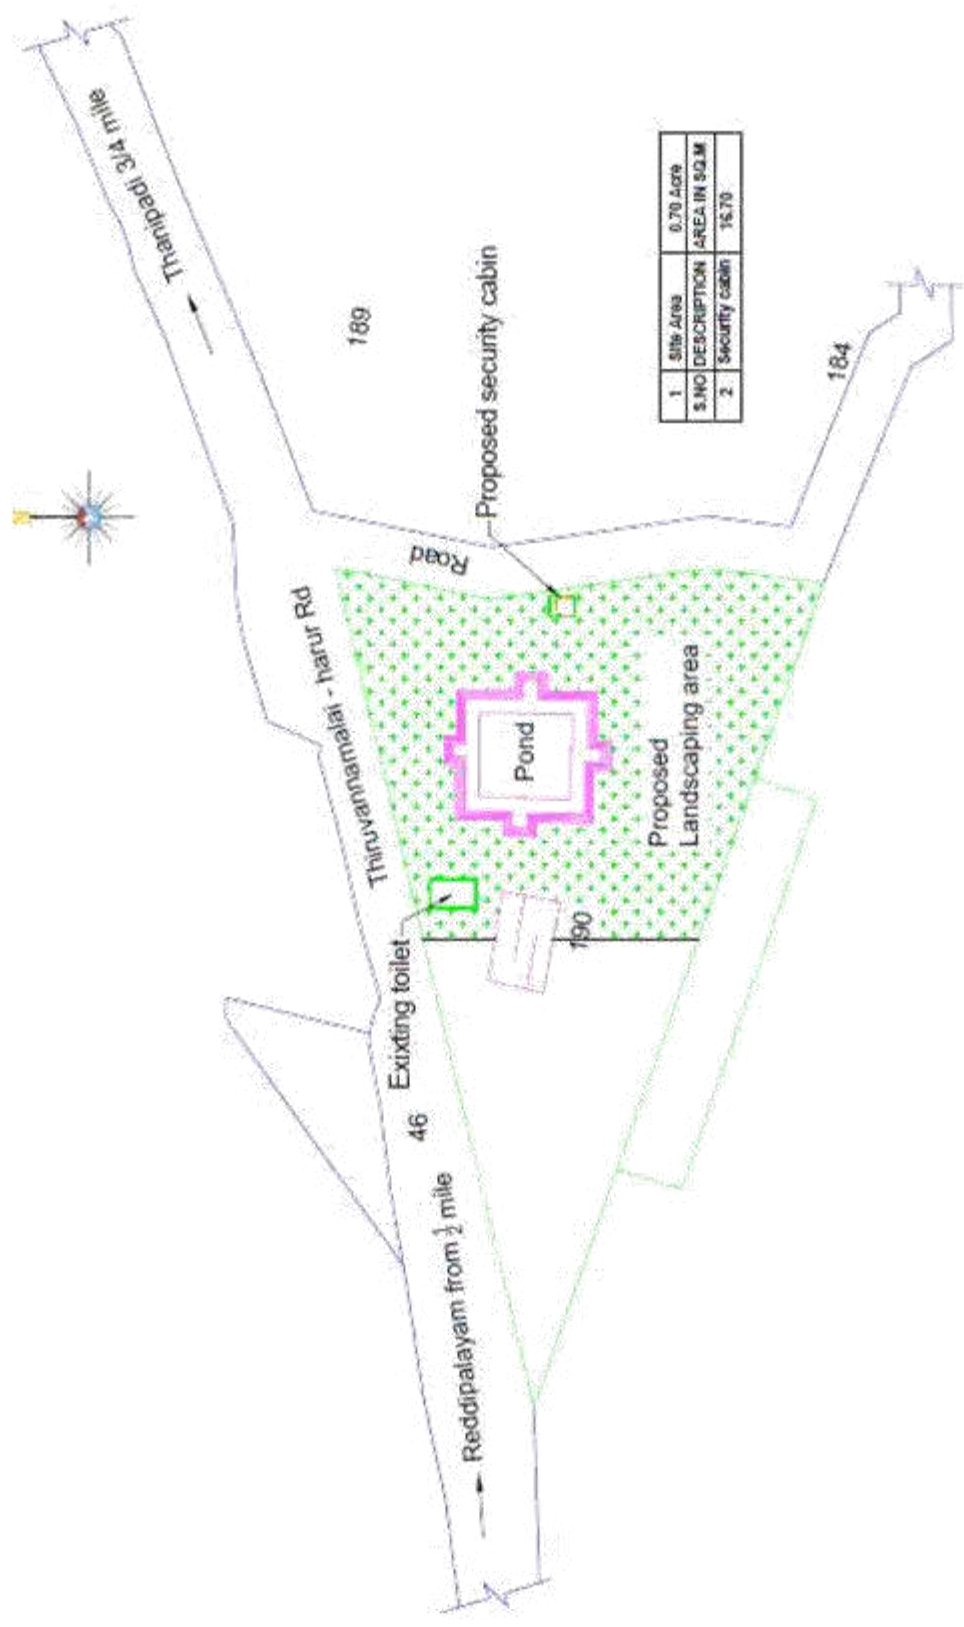 N
Thanipadi 3/4 mile
189
Proposed security cabin
Road
Thiruvannamalai - harur Rd
184
1 Site Area 0.70 Acre
S.NO DESCRIPTION AREA IN SQ.M
2 Security cabin 16.70
Pond
Proposed
Landscaping area
Exixting toilet
190
46
Reddipalayam from 1/2 mile